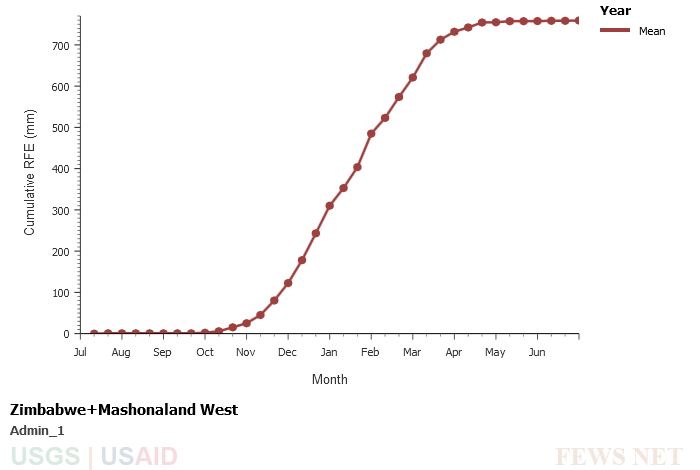 Year
Mean
Cumulative RFE (mm)
700
600
500
400
300
200
100
0
Jul Aug Sep Oct Nov Dec Jan Feb Mar Apr May Jun
Month
Zimbabwe+Mashonaland West
Admin_1
USGS | USAID
FEWS NET